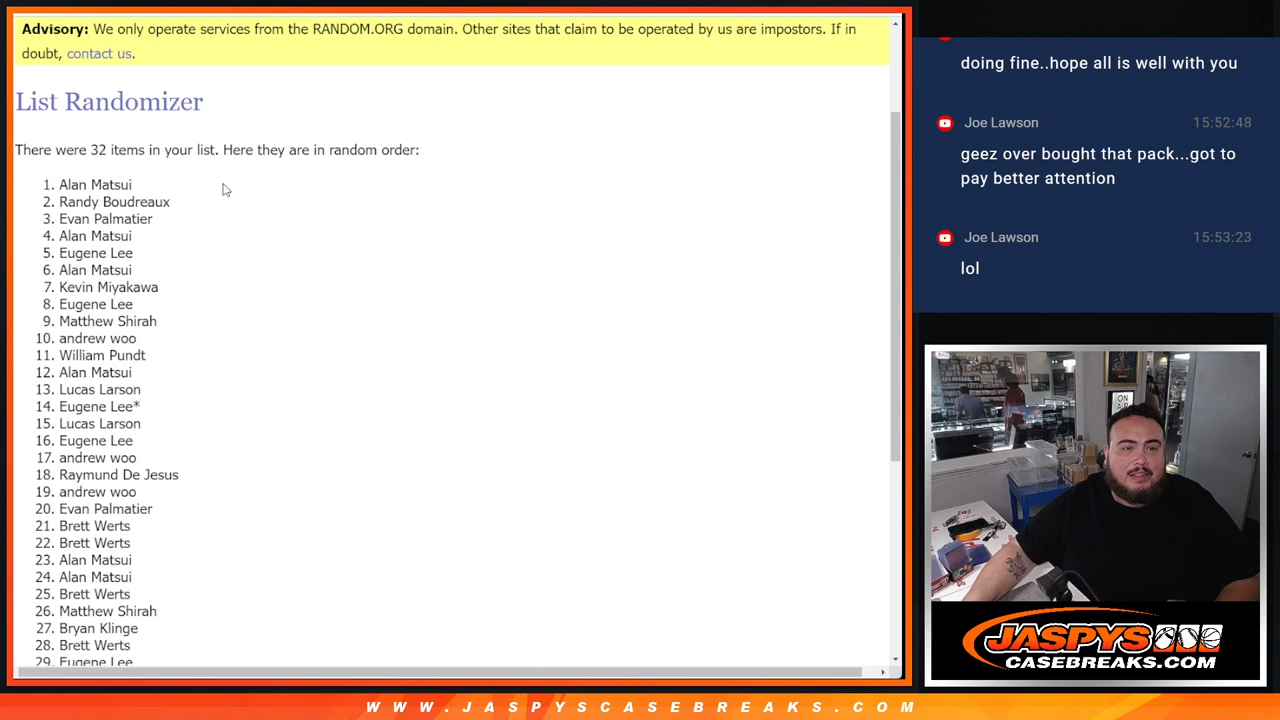 Advisory: We only operate services from the RANDOM.ORG domain. Other sites that claim to be operated by us are impostors. If in
doubt, contact us.
List Randomizer
There were 32 items in your list. Here they are in random order:
1. Alan Matsui
2. Randy Boudreaux
3. Evan Palmatier
4. Alan Matsui
5. Eugene Lee
6. Alan Matsui
7. Kevin Miyakawa
8. Eugene Lee
9. Matthew Shirah
10. andrew woo
11. William Pundt
12. Alan Matsui
13. Lucas Larson
14. Eugene Lee*
15. Lucas Larson
16. Eugene Lee
17. andrew woo
18. Raymund De Jesus
19. andrew woo
20. Evan Palmatier
21. Brett Werts
22. Brett Werts
23. Alan Matsui
24. Alan Matsui
25. Brett Werts
26. Matthew Shirah
27. Bryan Klinge
28. Brett Werts
29. Eugene Lee
doing fine..hope all is well with you
Joe Lawson 15:52:48
geez over bought that pack...got to
pay better attention
Joe Lawson 15:53:23
lol
ON
AIR
JASPYS
CASEBREAKS.COM
WWW.JASPYSCASEBREAKS.COM